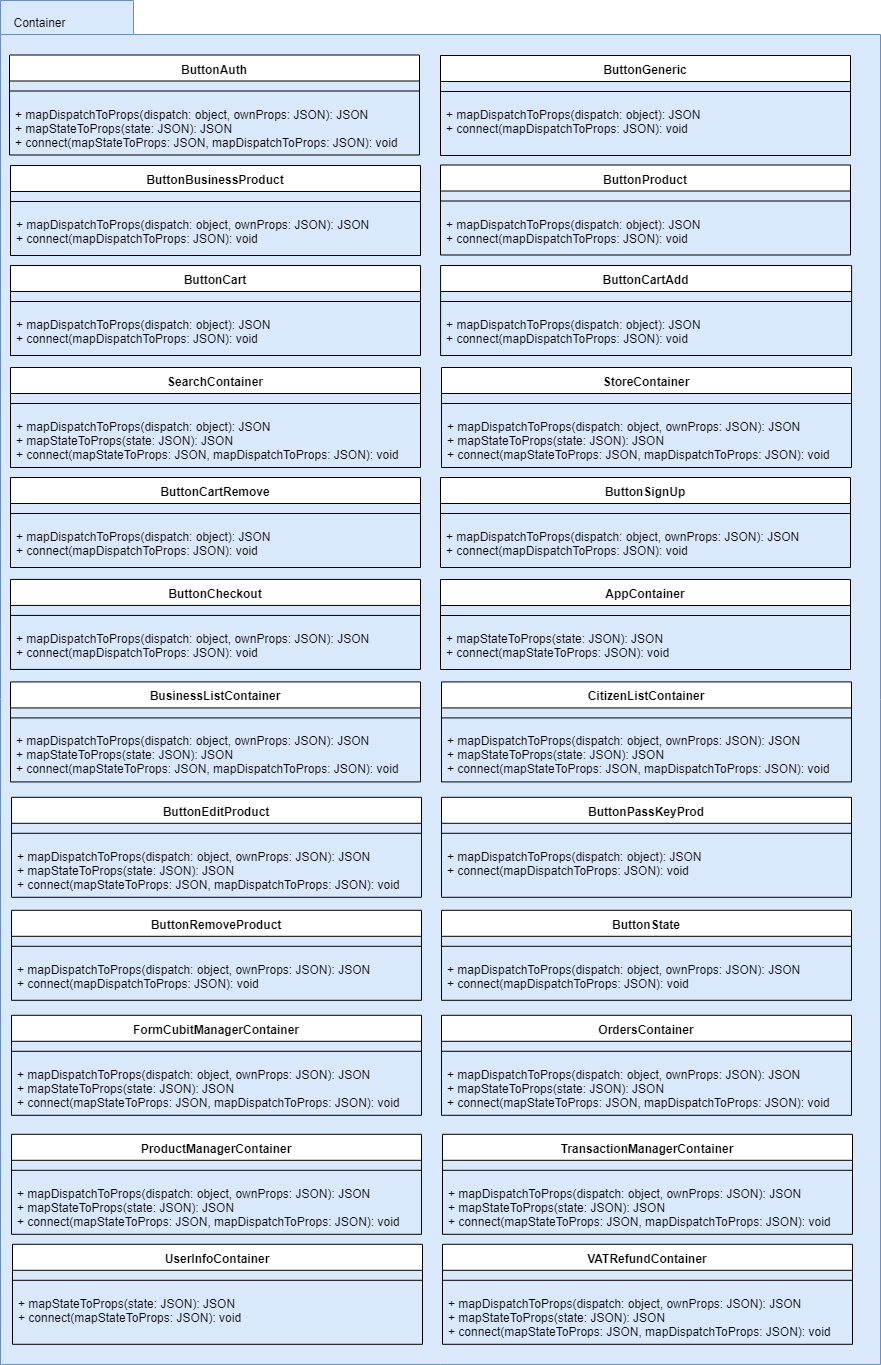 Container
ButtonAuth
+ mapDispatchToProps(dispatch: object, ownProps: JSON): JSON
+ mapStateToProps(state: JSON): JSON
+ connect(mapStateToProps: JSON, mapDispatchToProps: JSON): void
ButtonGeneric
+ mapDispatchToProps(dispatch: object): JSON
+ connect(mapDispatchToProps: JSON): void
ButtonBusinessProduct
+ mapDispatchToProps(dispatch: object, ownProps: JSON): JSON
+ connect(mapDispatchToProps: JSON): void
ButtonProduct
+ mapDispatchToProps(dispatch: object): JSON
+ connect(mapDispatchToProps: JSON): void
ButtonCart
+ mapDispatchToProps(dispatch: object): JSON
+ connect(mapDispatchToProps: JSON): void
ButtonCartAdd
+ mapDispatchToProps(dispatch: object): JSON
+ connect(mapDispatchToProps: JSON): void
SearchContainer
+ mapDispatchToProps(dispatch: object): JSON
+ mapStateToProps(state: JSON): JSON
+ connect(mapStateToProps: JSON, mapDispatchToProps: JSON): void
StoreContainer
+ mapDispatchToProps(dispatch: object, ownProps: JSON): JSON
+ mapStateToProps(state: JSON): JSON
+ connect(mapStateToProps: JSON, mapDispatchToProps: JSON): void
ButtonCartRemove
+ mapDispatchToProps(dispatch: object): JSON
+ connect(mapDispatchToProps: JSON): void
ButtonSignUp
+ mapDispatchToProps(dispatch: object, ownProps: JSON): JSON
+ connect(mapDispatchToProps: JSON): void
ButtonCheckout
+ mapDispatchToProps(dispatch: object, ownProps: JSON): JSON
+ connect(mapDispatchToProps: JSON): void
AppContainer
+ mapStateToProps(state: JSON): JSON
+ connect(mapStateToProps: JSON): void
BusinessListContainer
+ mapDispatchToProps(dispatch: object, ownProps: JSON): JSON
+ mapStateToProps(state: JSON): JSON
+ connect(mapStateToProps: JSON, mapDispatchToProps: JSON): void
CitizenListContainer
+ mapDispatchToProps(dispatch: object, ownProps: JSON): JSON
+ mapStateToProps(state: JSON): JSON
+ connect(mapStateToProps: JSON, mapDispatchToProps: JSON): void
ButtonEditProduct
+ mapDispatchToProps(dispatch: object, ownProps: JSON): JSON
+ mapStateToProps(state: JSON): JSON
+ connect(mapStateToProps: JSON, mapDispatchToProps: JSON): void
ButtonPassKeyProd
+ mapDispatchToProps(dispatch: object): JSON
+ connect(mapDispatchToProps: JSON): void
ButtonRemoveProduct
+ mapDispatchToProps(dispatch: object, ownProps: JSON): JSON
+ connect(mapDispatchToProps: JSON): void
ButtonState
+ mapDispatchToProps(dispatch: object, ownProps: JSON): JSON
+ connect(mapDispatchToProps: JSON): void
FormCubitManagerContainer
+ mapDispatchToProps(dispatch: object, ownProps: JSON): JSON
+ mapStateToProps(state: JSON): JSON
+ connect(mapStateToProps: JSON, mapDispatchToProps: JSON): void
OrdersContainer
+ mapDispatchToProps(dispatch: object, ownProps: JSON): JSON
+ mapStateToProps(state: JSON): JSON
+ connect(mapStateToProps: JSON, mapDispatchToProps: JSON): void
ProductManagerContainer
+ mapDispatchToProps(dispatch: object, ownProps: JSON): JSON
+ mapStateToProps(state: JSON): JSON
+ connect(mapStateToProps: JSON, mapDispatchToProps: JSON): void
TransactionManagerContainer
+ mapDispatchToProps(dispatch: object, ownProps: JSON): JSON
+ mapStateToProps(state: JSON): JSON
+ connect(mapStateToProps: JSON, mapDispatchToProps: JSON): void
UserInfoContainer
+ mapStateToProps(state: JSON): JSON
+ connect(mapStateToProps: JSON): void
VATRefundContainer
+ mapDispatchToProps(dispatch: object, ownProps: JSON): JSON
+ mapStateToProps(state: JSON): JSON
+ connect(mapStateToProps: JSON, mapDispatchToProps: JSON): void